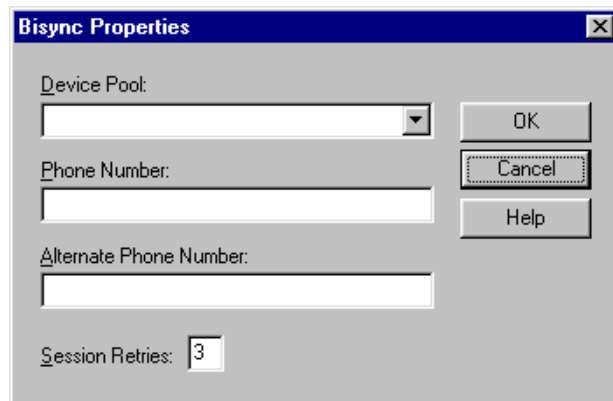 Bisync Properties
Device Pool:
OK
Phone Number:
Cancel
Help
Alternate Phone Number:
Session Retries: 3